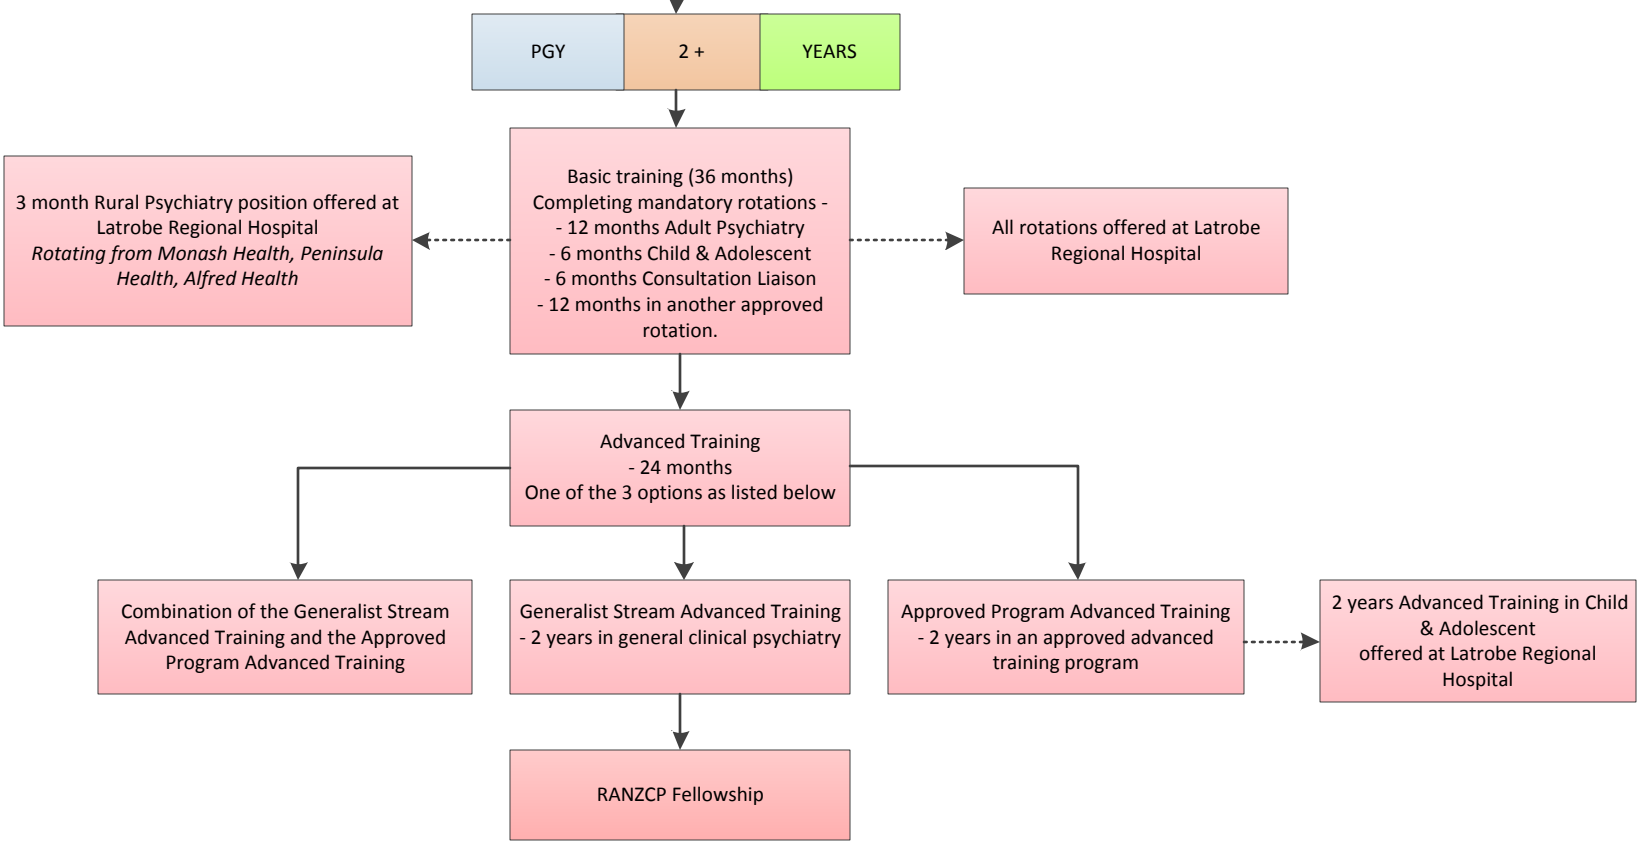 PGY
2 +
YEARS
3 month Rural Psychiatry position offered at
Latrobe Regional Hospital
Rotating from Monash Health, Peninsula
Health, Alfred Health
Basic training (36 months)
Completing mandatory rotations -
- 12 months Adult Psychiatry
- 6 months Child & Adolescent
- 6 months Consultation Liaison
- 12 months in another approved
rotation.
All rotations offered at Latrobe
Regional Hospital
Advanced Training
- 24 months
One of the 3 options as listed below
Combination of the Generalist Stream
Advanced Training and the Approved
Program Advanced Training
Generalist Stream Advanced Training
- 2 years in general clinical psychiatry
Approved Program Advanced Training
- 2 years in an approved advanced
training program
2 years Advanced Training in Child
& Adolescent
offered at Latrobe Regional
Hospital
RANZCP Fellowship